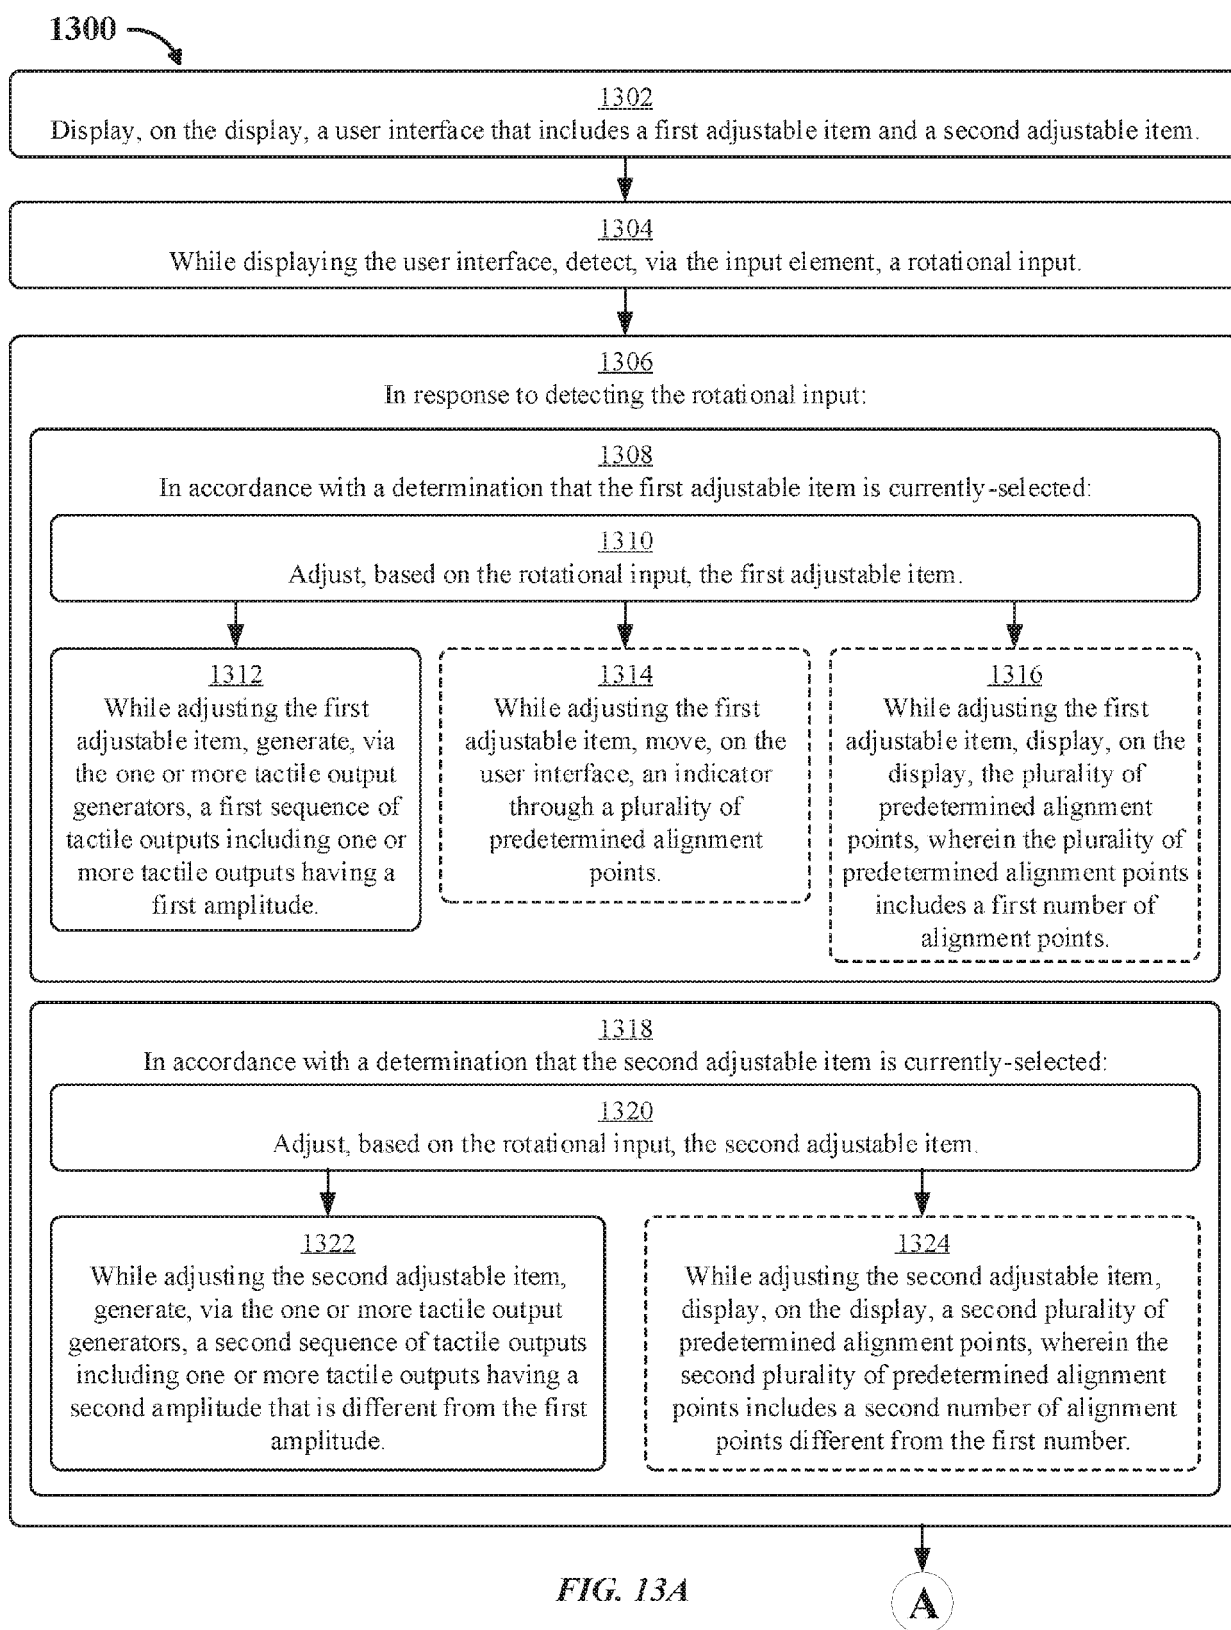 1300
1302
Display, on the display, a user interface that includes a first adjustable item and a second adjustable item.
1304
While displaying the user interface, detect, via the input element, a rotational input.
1306
In response to detecting the rotational input:
1308
In accordance with a determination that the first adjustable item is currently-selected:
1310
Adjust, based on the rotational input, the first adjustable item.
1312
While adjusting the first
adjustable item, generate, via
the one or more tactile output
generators, a first sequence of
tactile outputs including one or
more tactile outputs having a
first amplitude.
1314
While adjusting the first
adjustable item, move, on the
user interface, an indicator
through a plurality of
predetermined alignment
points.
1316
While adjusting the first
adjustable item, display, on the
display, the plurality of
predetermined alignment
points, wherein the plurality of
predetermined alignment points
includes a first number of
alignment points.
1318
In accordance with a determination that the second adjustable item is currently-selected:
1320
Adjust, based on the rotational input, the second adjustable item.
1322
While adjusting the second adjustable item,
generate, via the one or more tactile output
generators, a second sequence of tactile outputs
including one or more tactile outputs having a
second amplitude that is different from the first
amplitude.
1324
While adjusting the second adjustable item,
display, on the display, a second plurality of
predetermined alignment points, wherein the
second plurality of predetermined alignment
points includes a second number of alignment
points different from the first number.
FIG. 13A
A